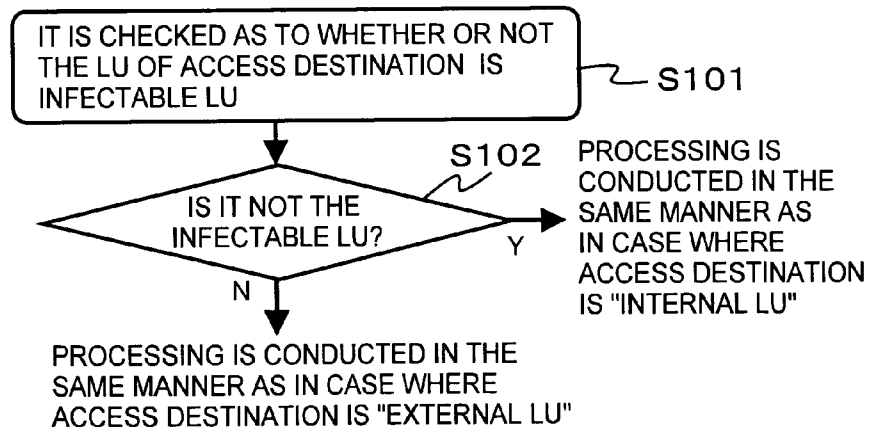 IT IS CHECKED AS TO WHETHER OR NOT
THE LU OF ACCESS DESTINATION IS
INFECTABLE LU
S101
S102
IS IT NOT THE
INFECTABLE LU?
Y
PROCESSING IS
CONDUCTED IN THE
SAME MANNER AS
IN CASE WHERE
ACCESS DESTINATION
IS "INTERNAL LU"
N
PROCESSING IS CONDUCTED IN THE
SAME MANNER AS IN CASE WHERE
ACCESS DESTINATION IS "EXTERNAL LU"